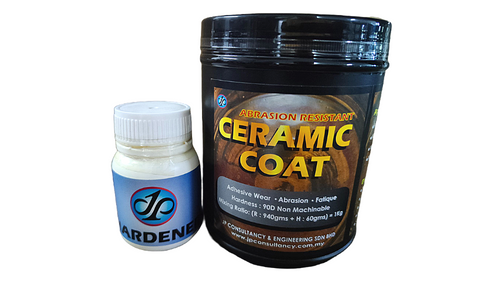 JP
ARDENE
ABRASION RESISTANT
CERAMIC
COAT
Adhesive Wear • Abrasion • Fatique
Hardness : 90D Non Machinable
Mixing Ratio: (R : 940gms + H : 60gms) = 1Kg
JP CONSULTANCY & ENGINEERING SDN BHD
www.jpconsultancy.com.my